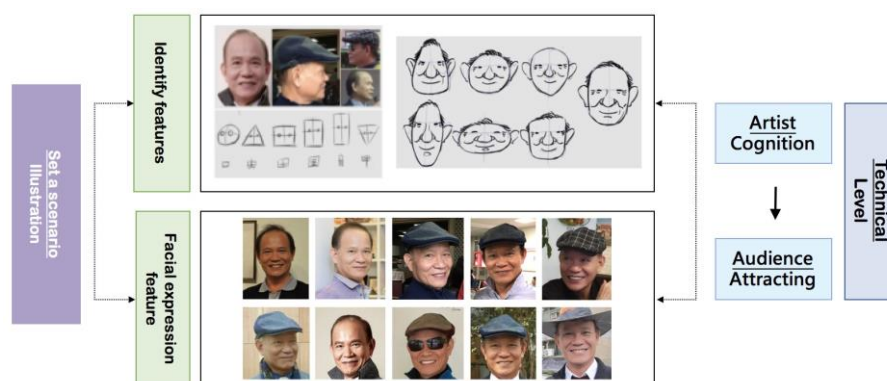 Set a scenario
Illustration
Identify features
Facial expression
feature
Artist
Cognition
Audience
Attracting
Technical
Level